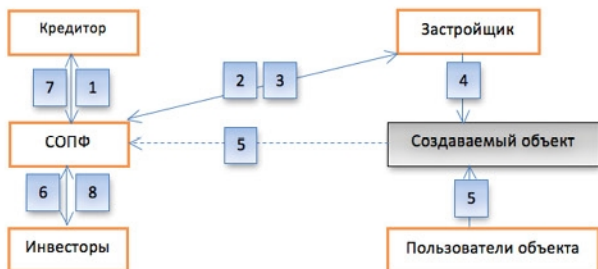 Кредитор
Застройщик
7 1
2 3
4
СОПФ
5
Создаваемый объект
6 8
5
Инвесторы
Пользователи объекта